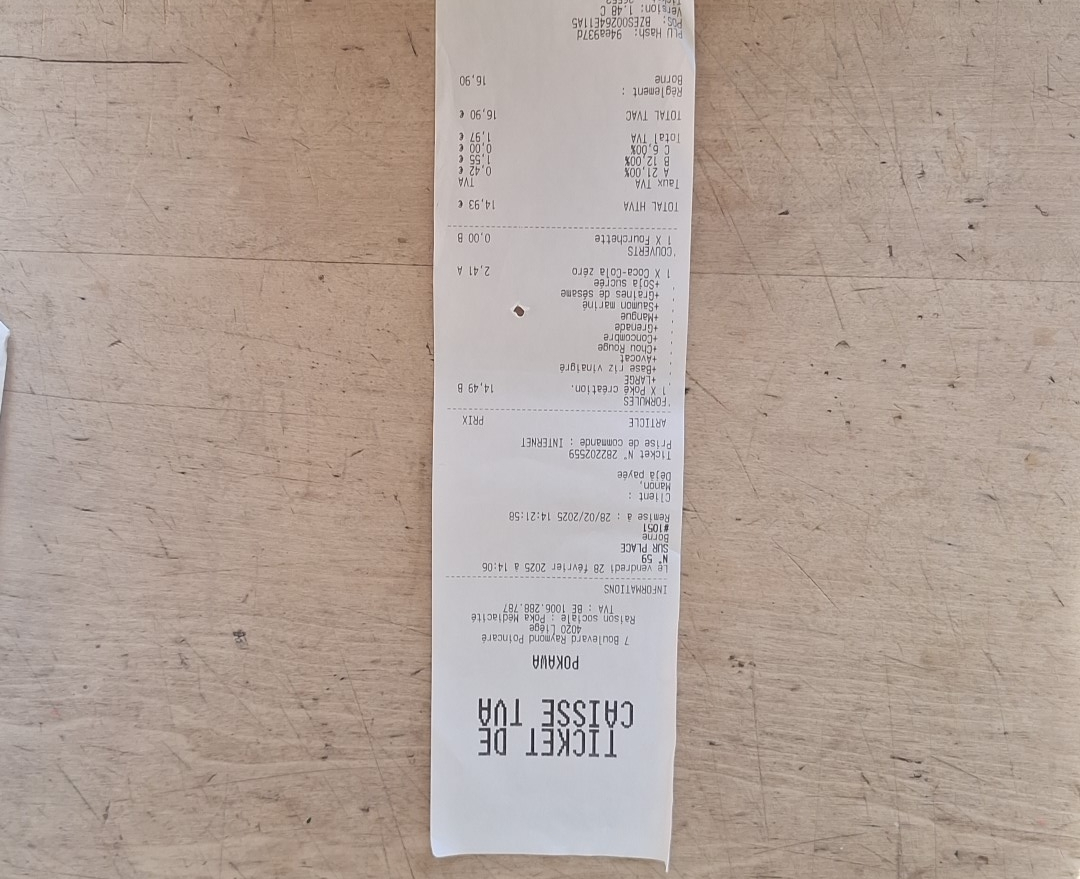 TICKET DE
CAISSE TVA
POKAWA
7 Boulevard Raymond Poincaré
4020 Liège
Raison sociale : Poka Médiacité
TVA : BE 1006.288.787
INFORMATIONS
Le vendredi 28 février 2025 à 14:06
N° 59
SUR PLACE
Borne
#1051
Remise à : 28/02/2025 14:21:58
Client :
Manon,
Déjà payée
Ticket N° 282202559
Prise de commande : INTERNET
ARTICLE PRIX
'FORMULES
1 X Poké création. 14,49 B
. +LARGE
. +Base riz vinaigré
. +Avocat
. +Chou Rouge
. +Concombre
. +Grenade
. +Mangue
. +Saumon mariné
. +Graines de sésame
. +Soja sucrée
1 X Coca-Cola zéro 2,41 A
'COUVERTS
1 X Fourchette 0,00 B
TOTAL HTVA 14,93 €
Taux TVA TVA
A 21,00% 0,42 €
B 12,00% 1,55 €
C 6,00% 0,00 €
Total TVA 1,97 €
TOTAL TVAC 16,90 €
Règlement :
Borne 16,90
PLU Hash: 94ea937d
POS: BZES00264E11A5
Version: 1.48 C